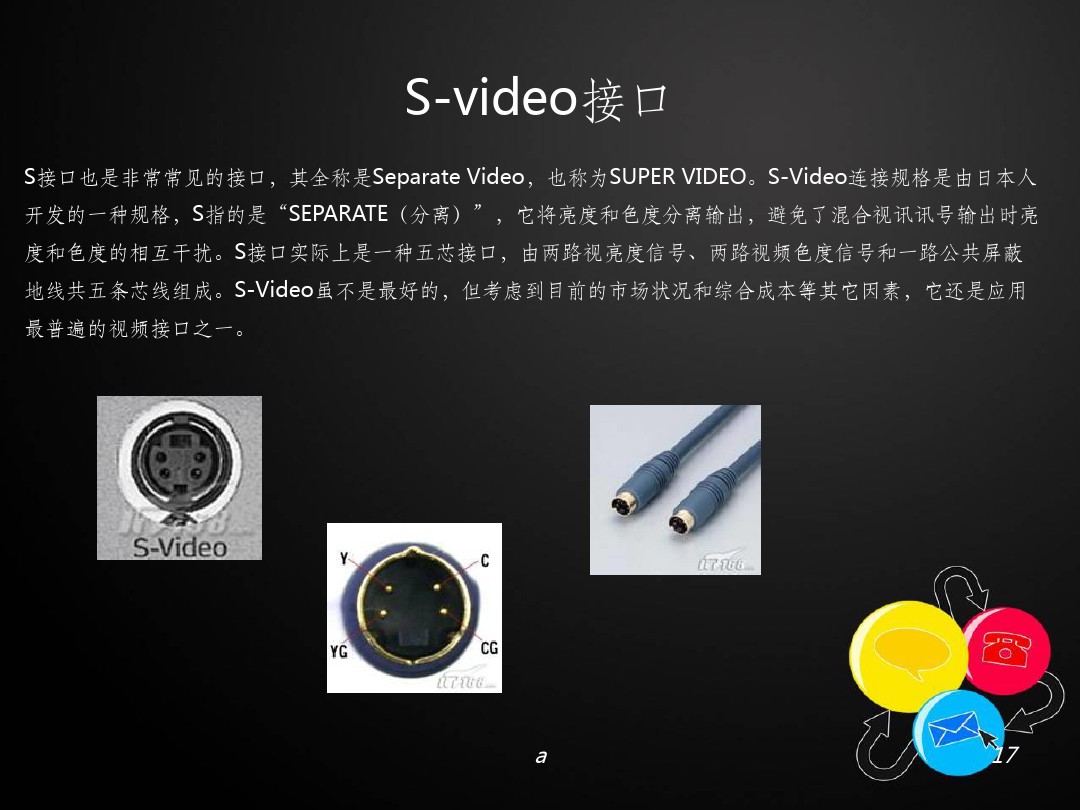 S-video接口
S接口也是非常常见的接口，其全称是Separate Video，也称为SUPER VIDEO。S-Video连接规格是由日本人
开发的一种规格，S指的是“SEPARATE（分离）”，它将亮度和色度分离输出，避免了混合视讯讯号输出时亮
度和色度的相互干扰。S接口实际上是一种五芯接口，由两路视亮度信号、两路视频色度信号和一路公共屏蔽
地线共五条芯线组成。S-Video虽不是最好的，但考虑到目前的市场状况和综合成本等其它因素，它还是应用
最普遍的视频接口之一。
S-Video
Y
C
YG
CG
a
17